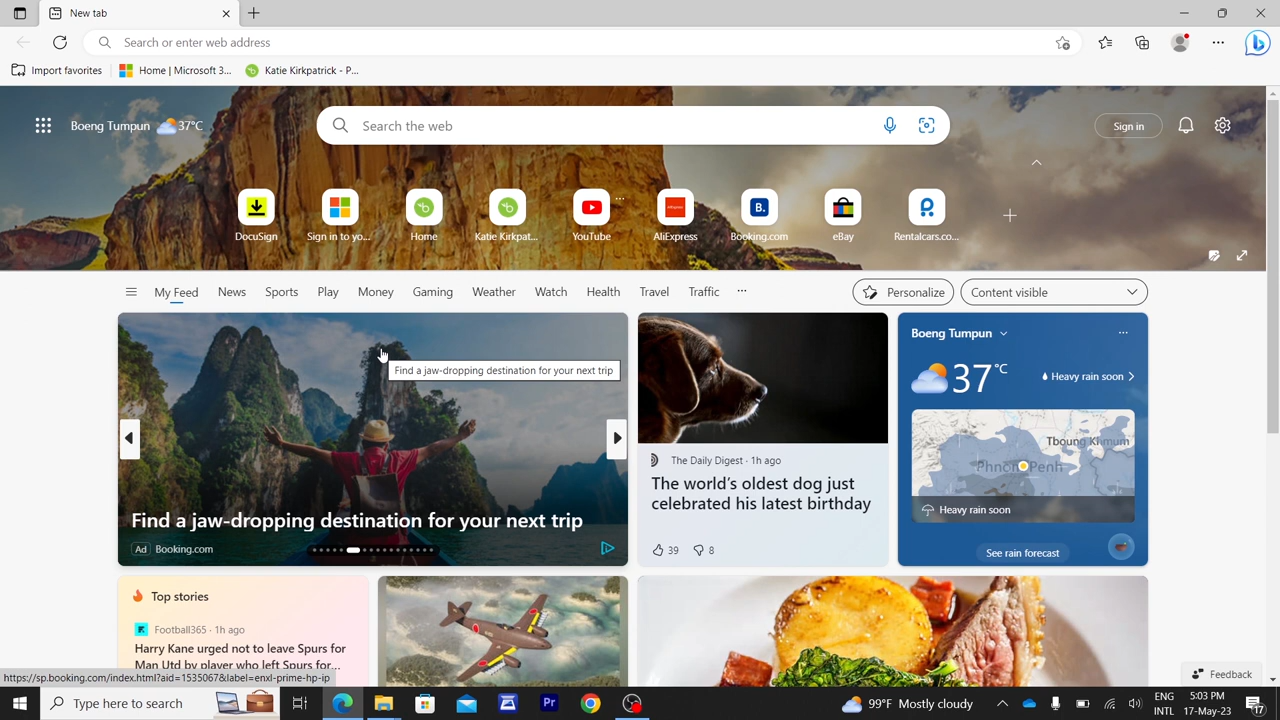 New tab
Search or enter web address
Import favorites
Home | Microsoft 3...
Katie Kirkpatrick - P...
Boeng Tumpun
37°C
Search the web
Sign in
DocuSign
Sign in to yo...
Home
Katie Kirkpat...
YouTube
AliExpress
Booking.com
eBay
Rentalcars.co...
My Feed
News
Sports
Play
Money
Gaming
Weather
Watch
Health
Travel
Traffic
Personalize
Content visible
Find a jaw-dropping destination for your next trip
Find a jaw-dropping destination for your next trip
Ad Booking.com
The Daily Digest · 1h ago
The world's oldest dog just
celebrated his latest birthday
39
8
Boeng Tumpun
37°C
Heavy rain soon
Tboung Khmum
Phnom Penh
Heavy rain soon
See rain forecast
Top stories
Football365 · 1h ago
Harry Kane urged not to leave Spurs for
Man Utd by player who left Spurs for...
https://sp.booking.com/index.html?aid=1535067&label=enxl-prime-hp-ip
Feedback
Type here to search
Pr
99°F Mostly cloudy
ENG
INTL
5:03 PM
17-May-23
17